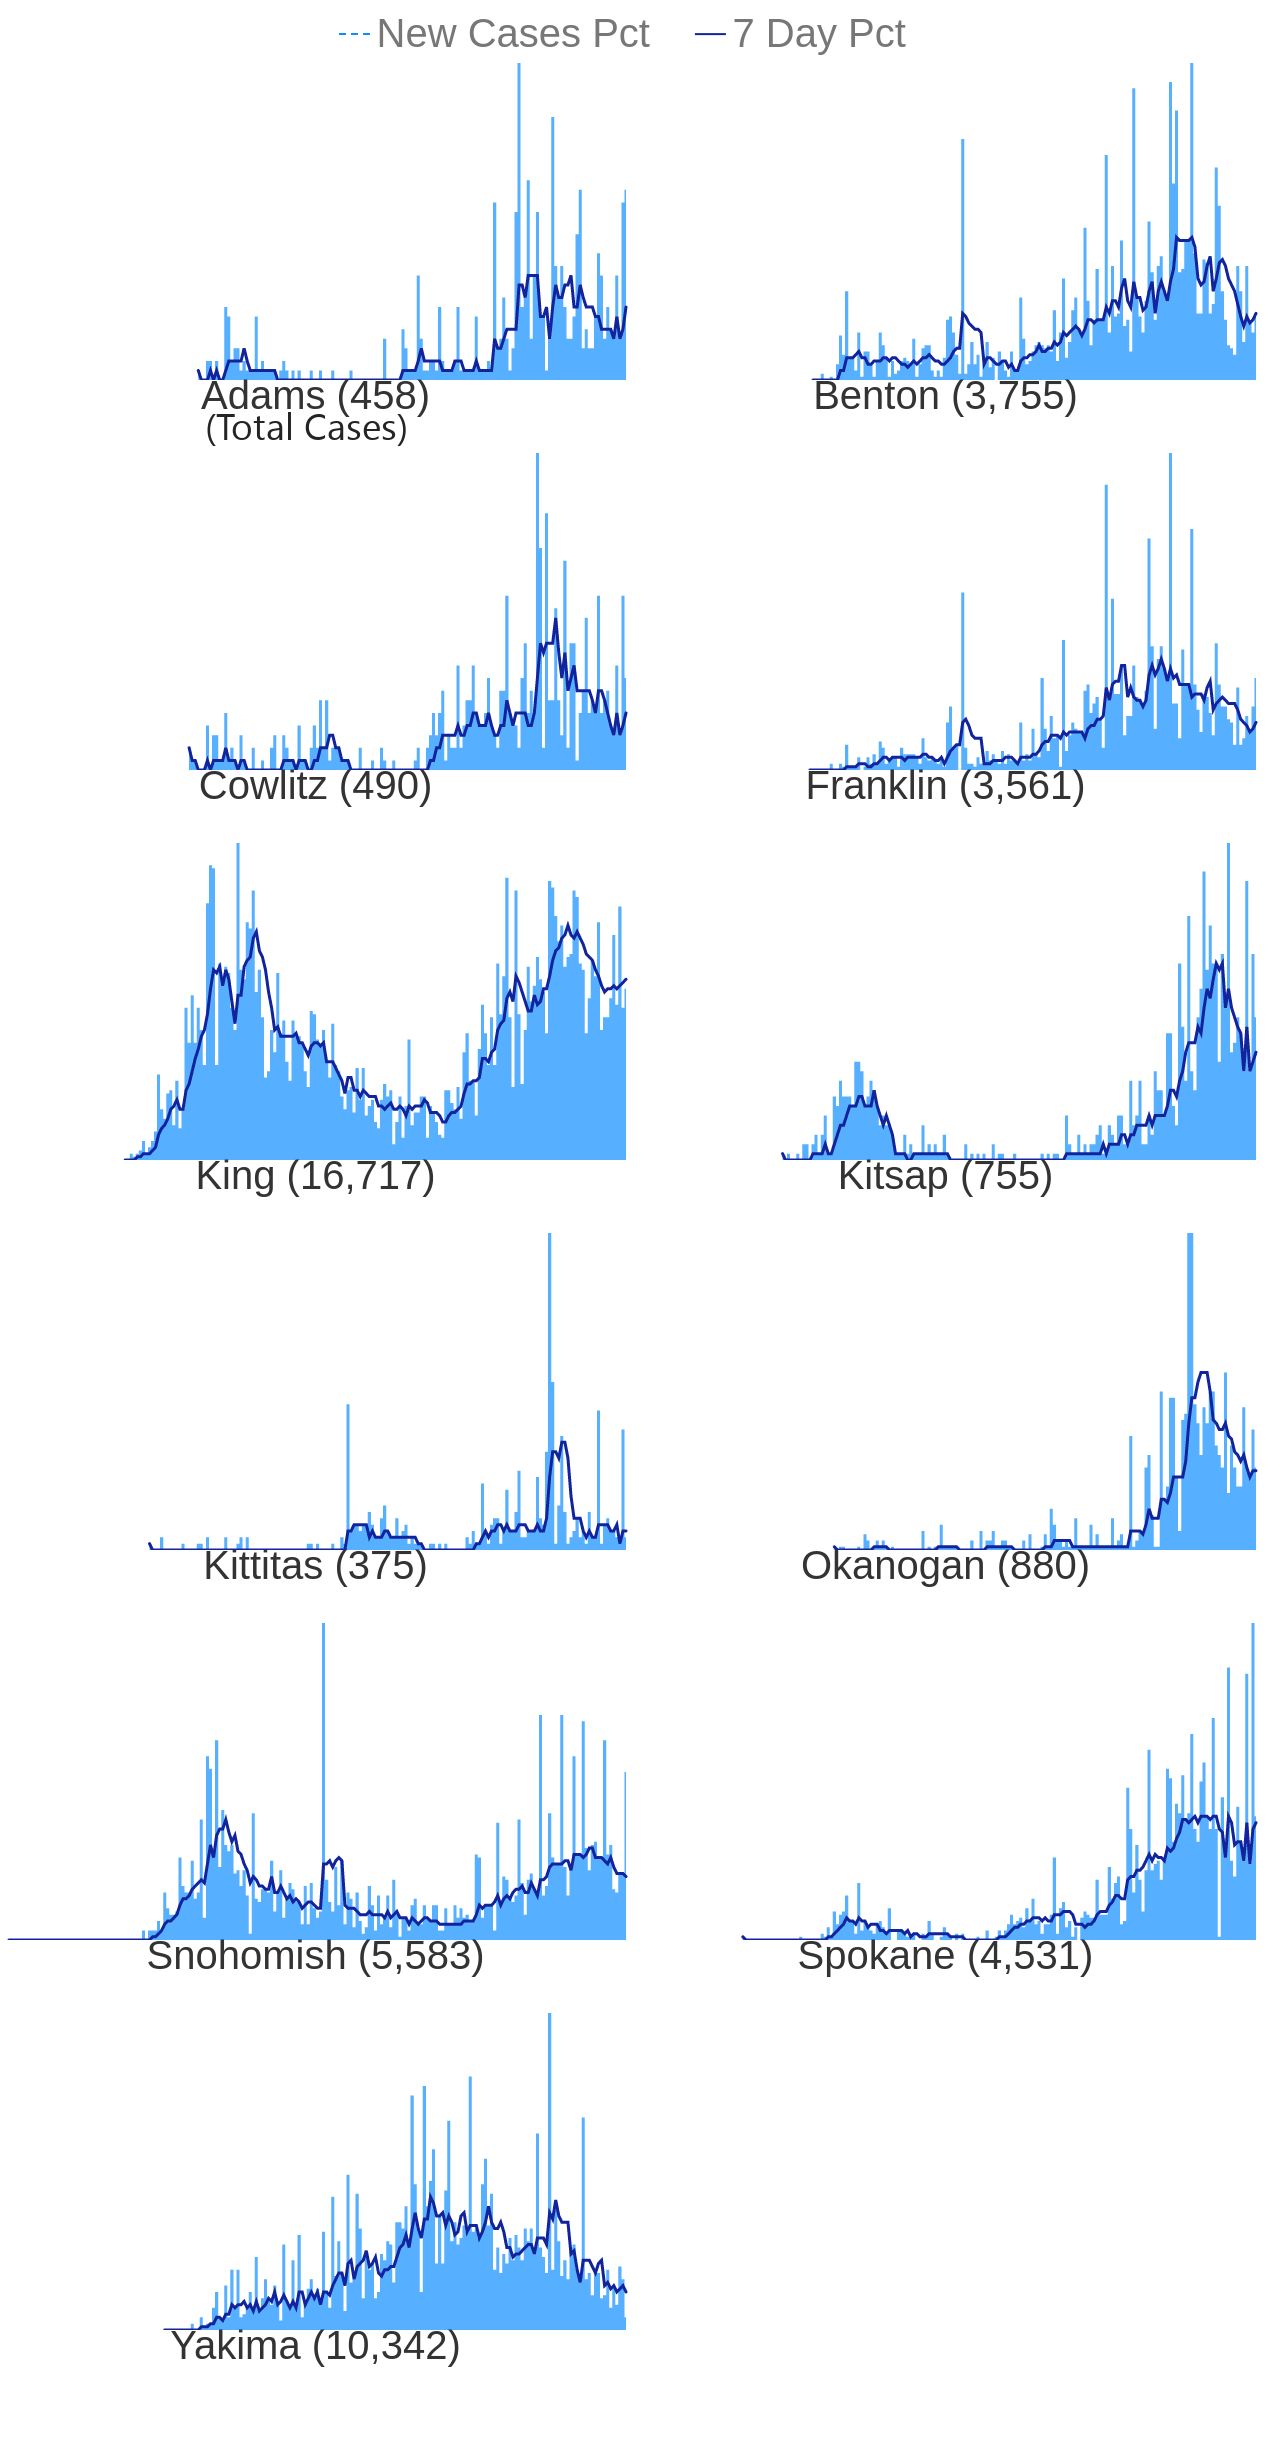 New Cases Pct 7 Day Pct
Adams (458) Benton (3,755)
(Total Cases)
Cowlitz (490) Franklin (3,561)
King (16,717) Kitsap (755)
Kittitas (375) Okanogan (880)
Snohomish (5,583) Spokane (4,531)
Yakima (10,342)